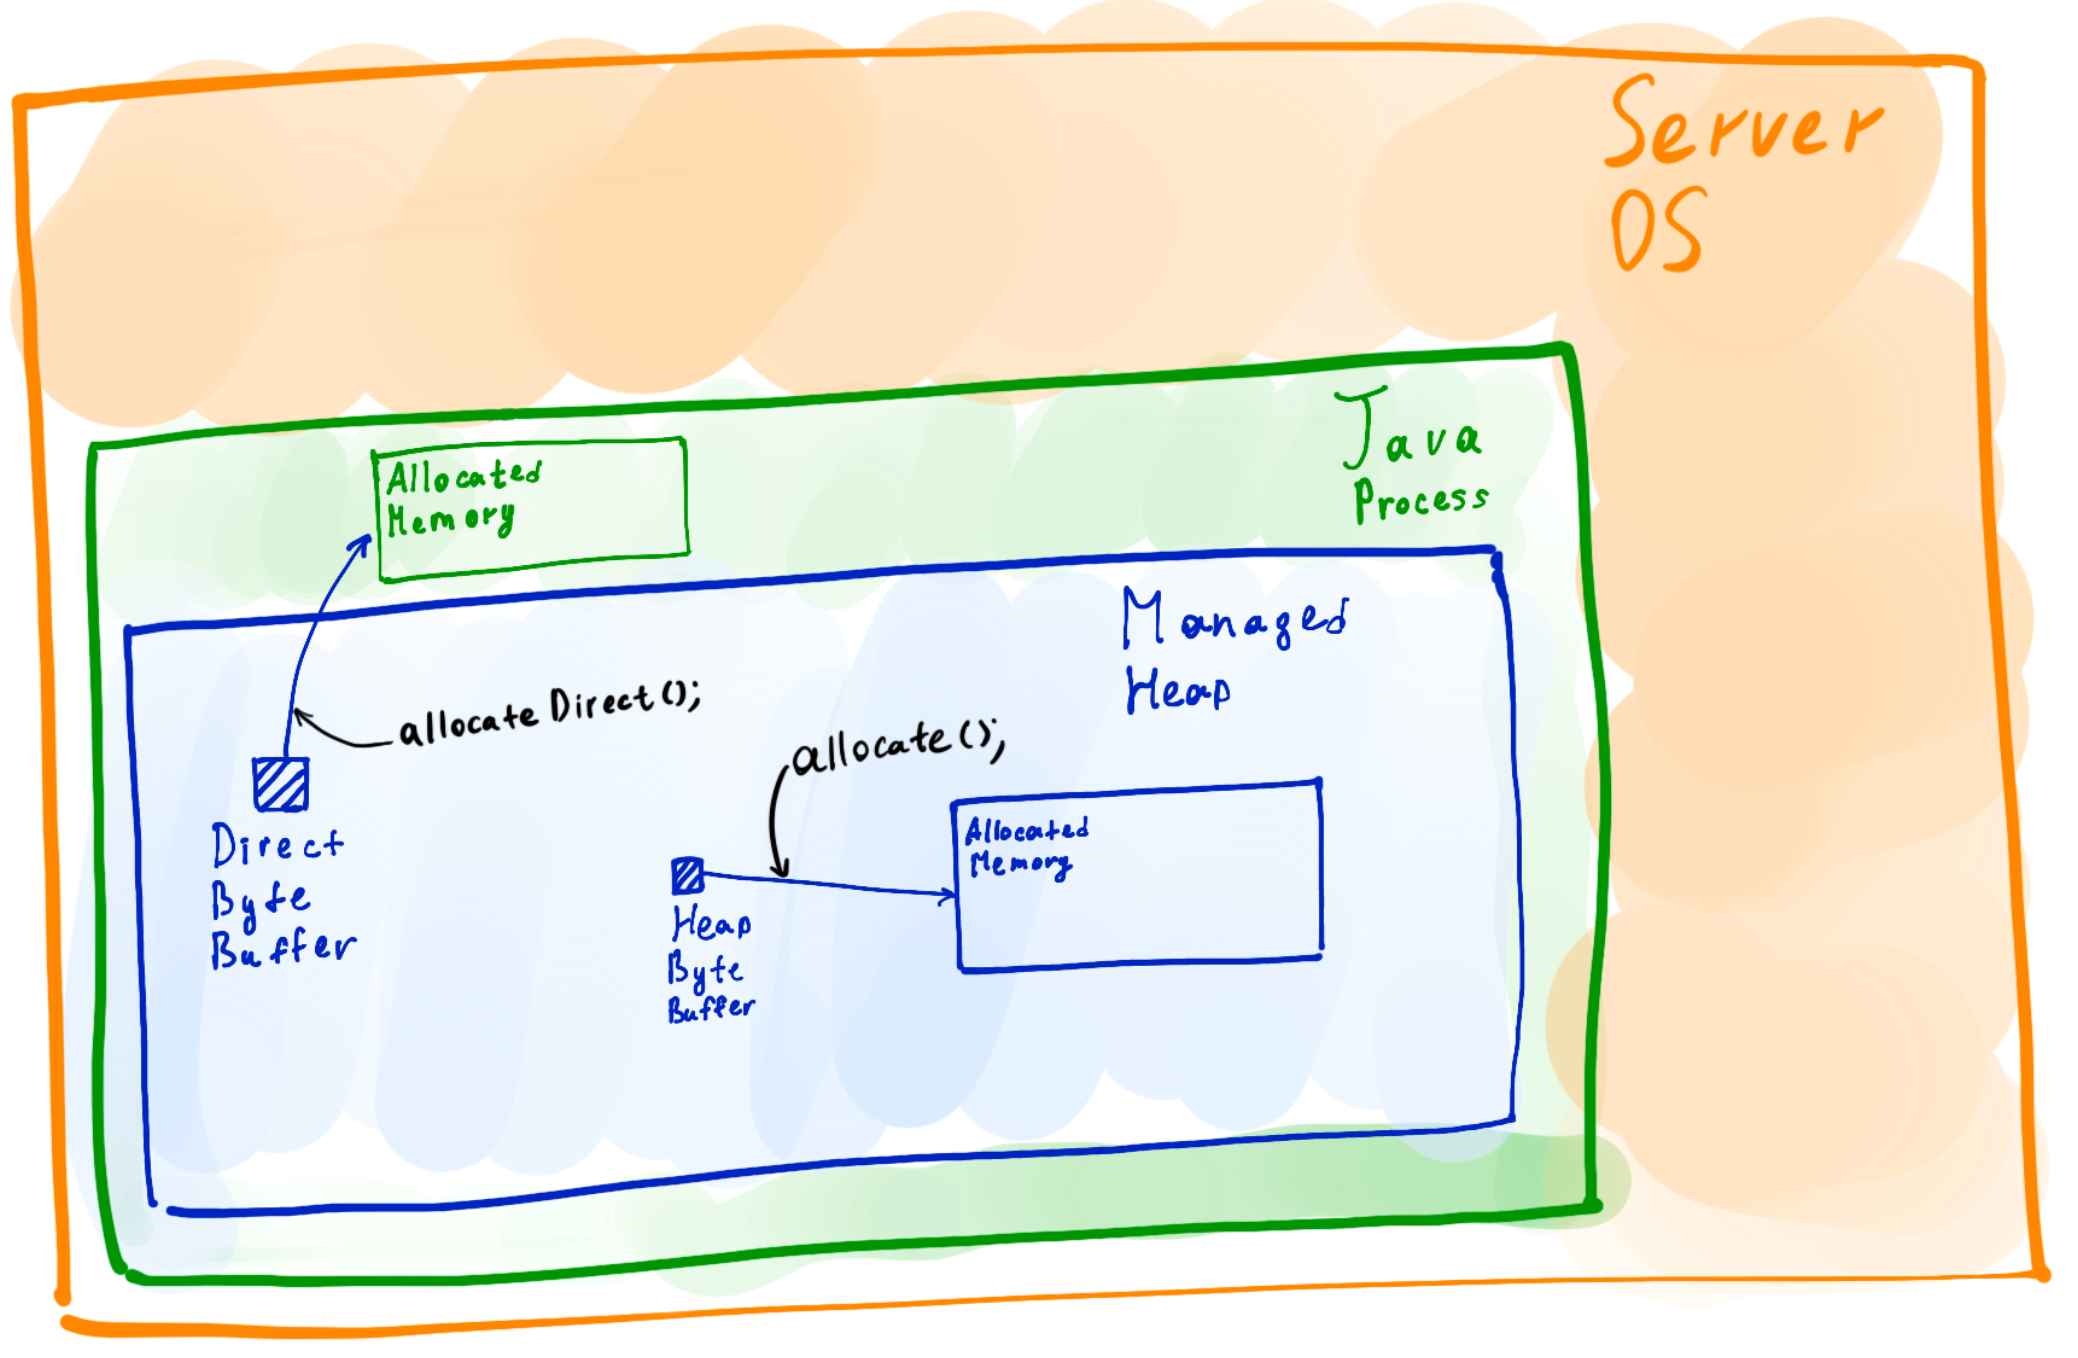 Server
OS
Java
Process
Allocated
Memory
Managed
Heap
allocateDirect();
allocate();
Direct
Byte
Buffer
Allocated
Memory
Heap
Byte
Buffer